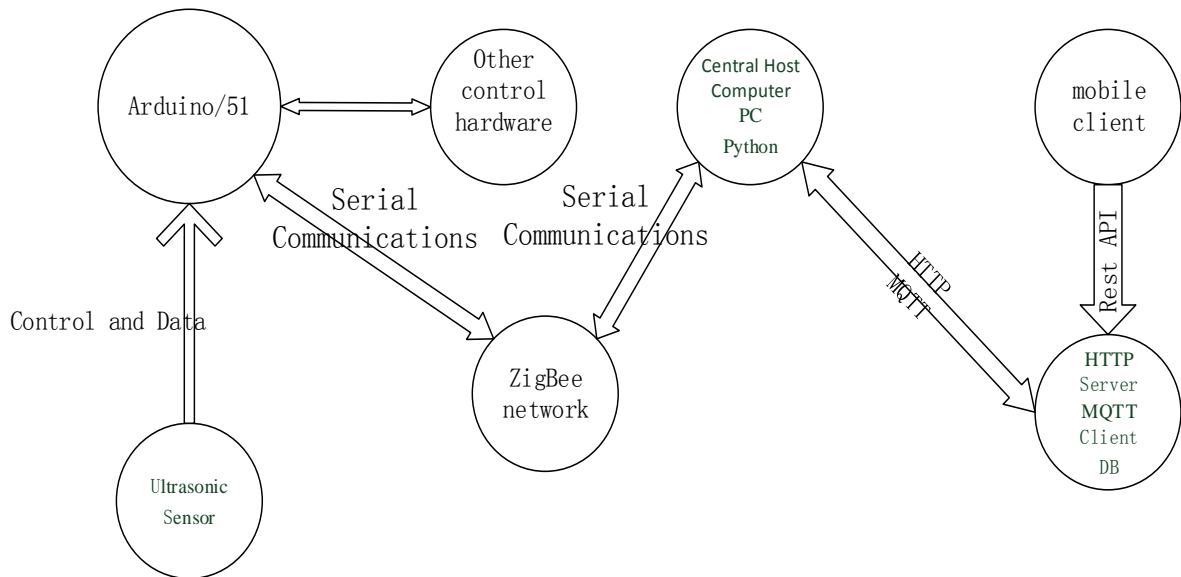 Arduino/51
Other
control
hardware
Central Host
Computer
PC
Python
mobile
client
Serial
Communications
Serial
Communications
HTTP
MQTT
Rest API
Control and Data
ZigBee
network
HTTP
Server
MQTT
Client
DB
Ultrasonic
Sensor